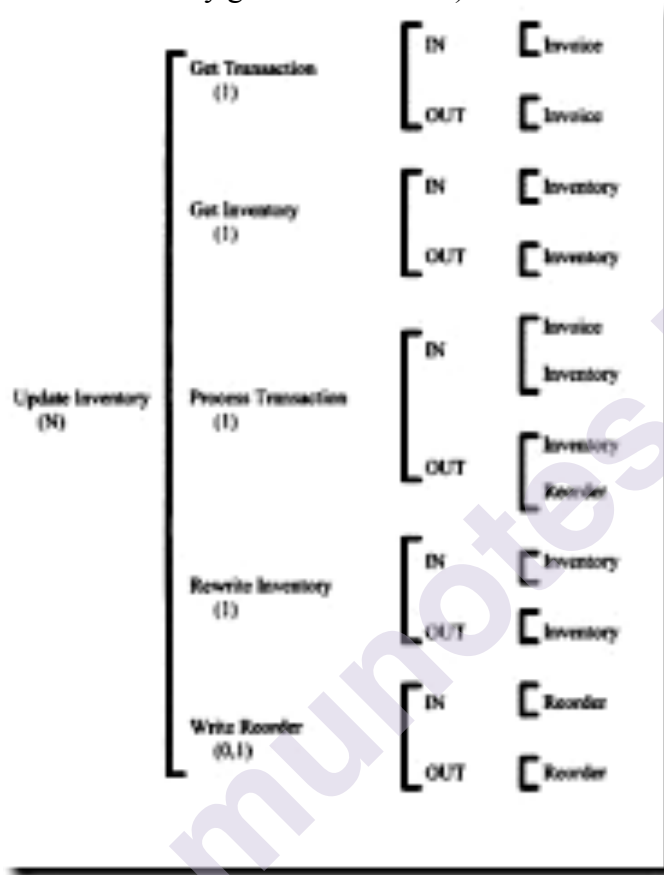 Get Transaction
(1)
IN
Invoice
OUT
Invoice
Get Inventory
(1)
IN
Inventory
OUT
Inventory
Update Inventory
(N)
Process Transaction
(1)
IN
Invoice
Inventory
OUT
Inventory
Reorder
Rewrite Inventory
(1)
IN
Inventory
OUT
Inventory
Write Reorder
(0,1)
IN
Reorder
OUT
Reorder
munotes